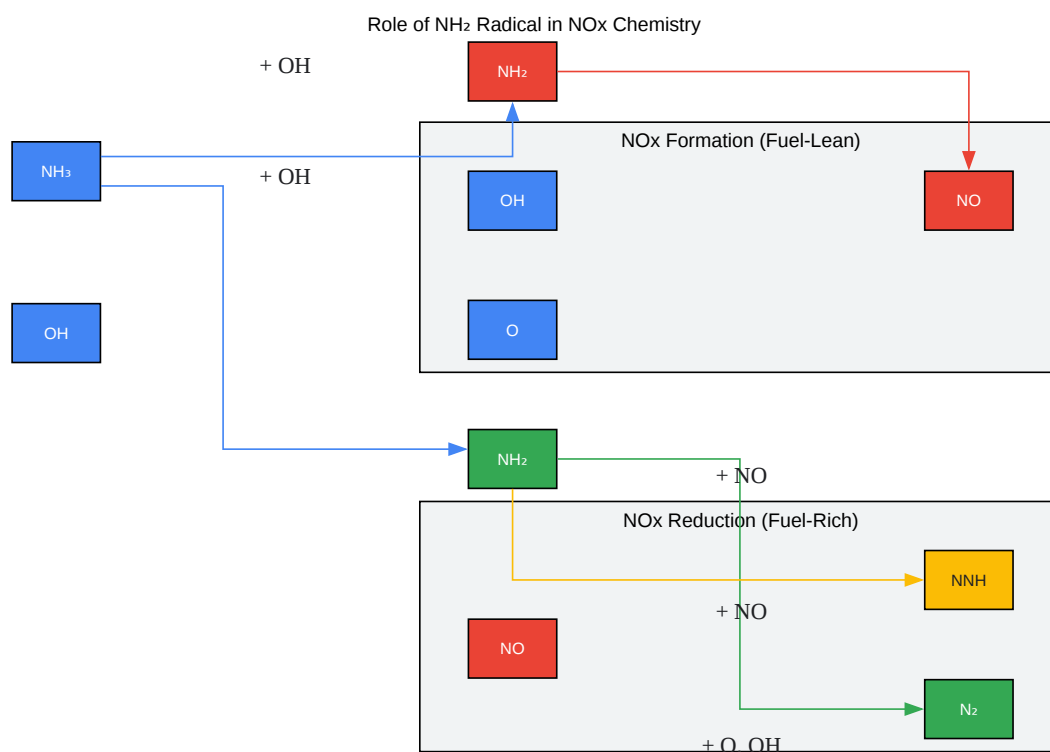 Role of NH₂ Radical in NOx Chemistry
+ OH
NH₂
NOx Formation (Fuel-Lean)
NH₃
+ OH
OH
NO
OH
O
NH₂
+ NO
NOx Reduction (Fuel-Rich)
NNH
+ NO
NO
N₂
+ O, OH